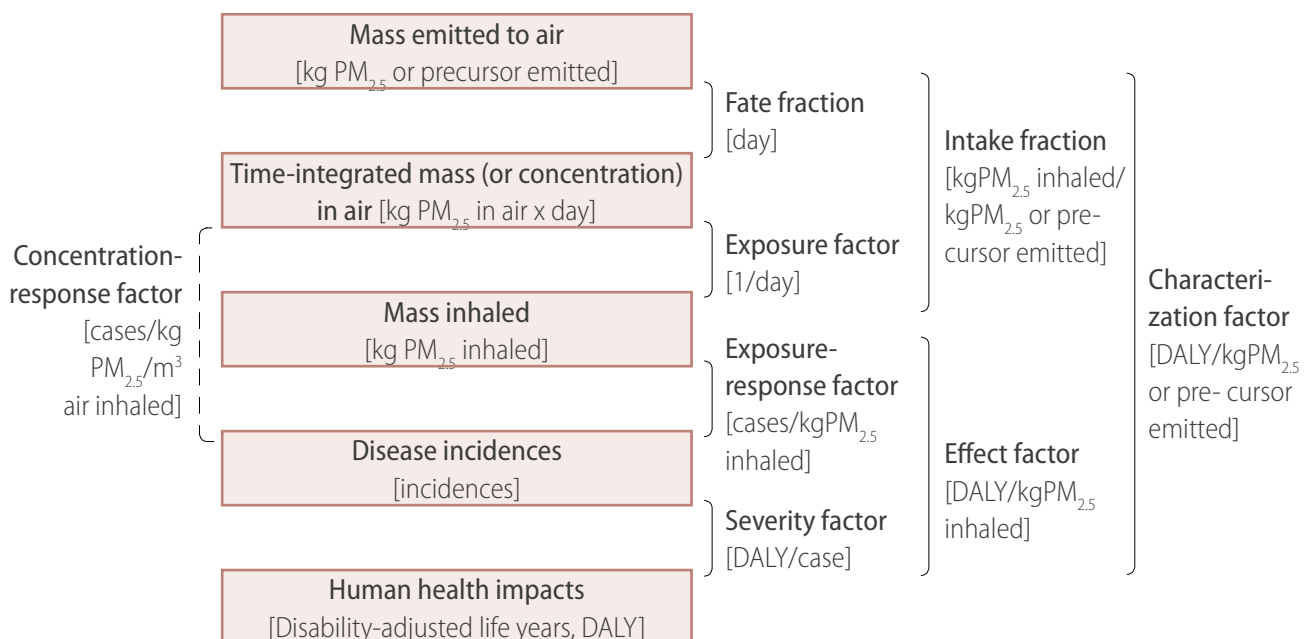 Mass emitted to air
[kg PM2.5 or precursor emitted]
Fate fraction
[day]
Time-integrated mass (or concentration)
in air [kg PM2.5 in air x day]
Intake fraction
[kgPM2.5 inhaled/
kgPM2.5 or pre-
cursor emitted]
Concentration-
response factor
[cases/kg
PM2.5/m³
air inhaled]
Exposure factor
[1/day]
Mass inhaled
[kg PM2.5 inhaled]
Characteri-
zation factor
[DALY/kgPM2.5
or pre- cursor
emitted]
Exposure-
response factor
[cases/kgPM2.5
inhaled]
Disease incidences
[incidences]
Effect factor
[DALY/kgPM2.5
inhaled]
Severity factor
[DALY/case]
Human health impacts
[Disability-adjusted life years, DALY]